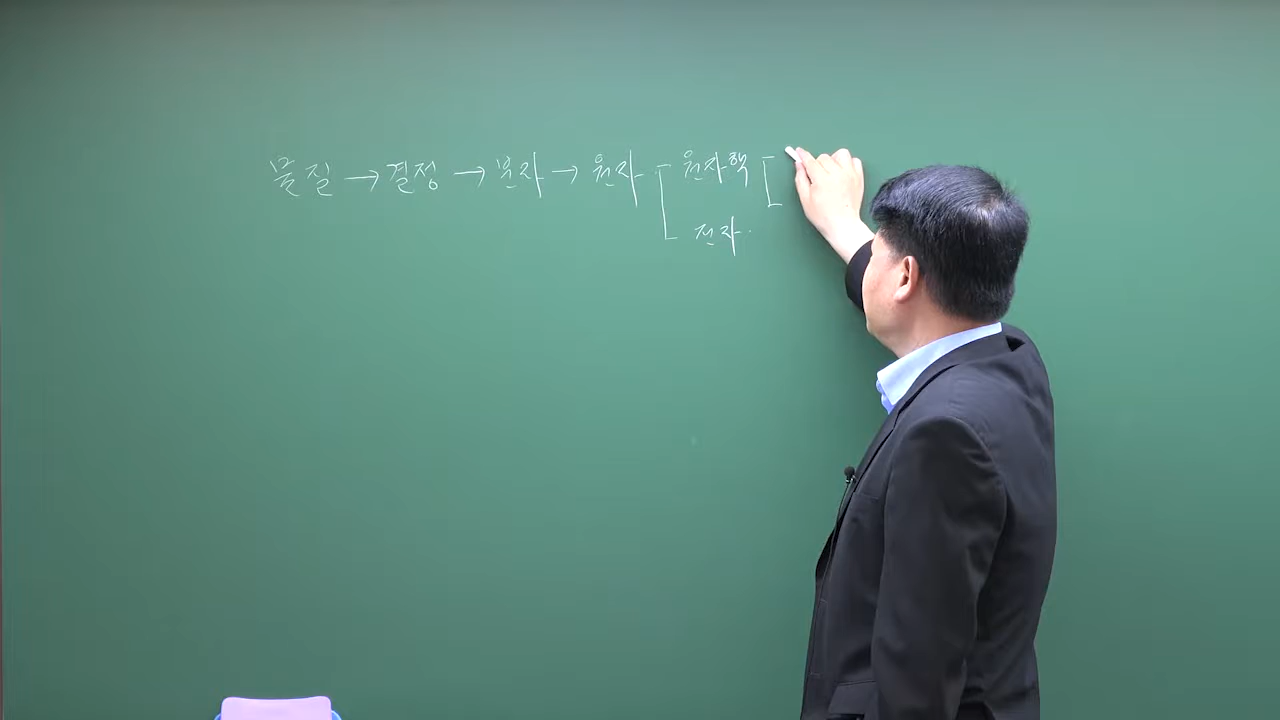 물질 → 결정 → 분자 → 원자 [ 원자핵 [
전자